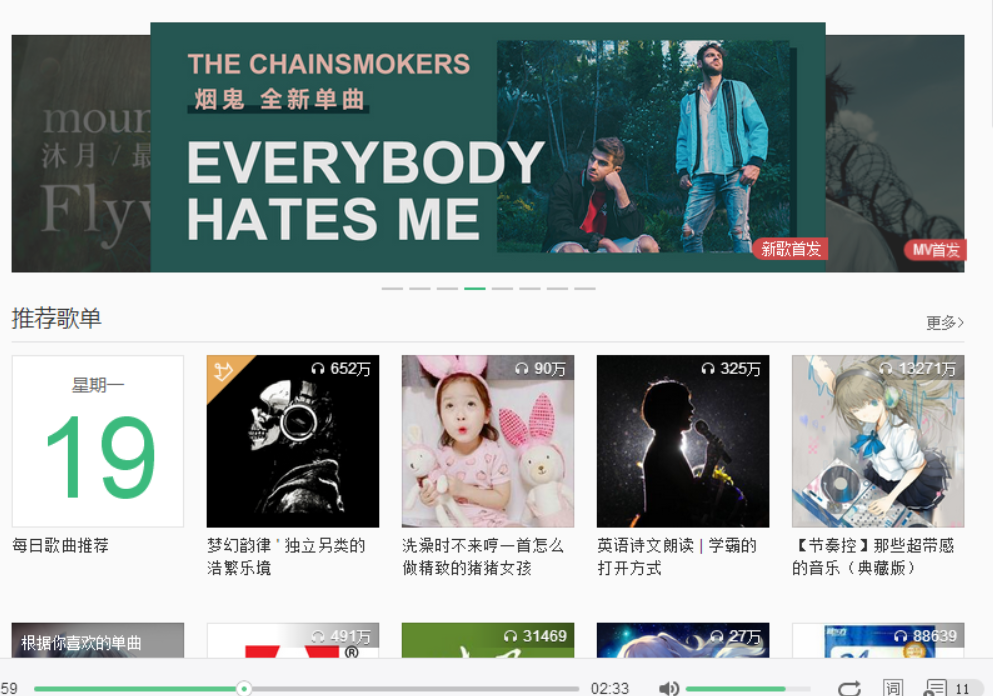 THE CHAINSMOKERS
烟鬼 全新单曲
EVERYBODY
HATES ME
新歌首发
moun
沐月 / 最
Flyw
MV首发
推荐歌单
更多>
星期一
19
每日歌曲推荐
652万
梦幻韵律 ' 独立另类的
浩繁乐境
90万
洗澡时不来哼一首怎么
做精致的猪猪女孩
325万
英语诗文朗读 | 学霸的
打开方式
13271万
【节奏控】那些超带感
的音乐（典藏版）
根据你喜欢的单曲
491万
®
31469
27万
88639
59
02:33
词
11